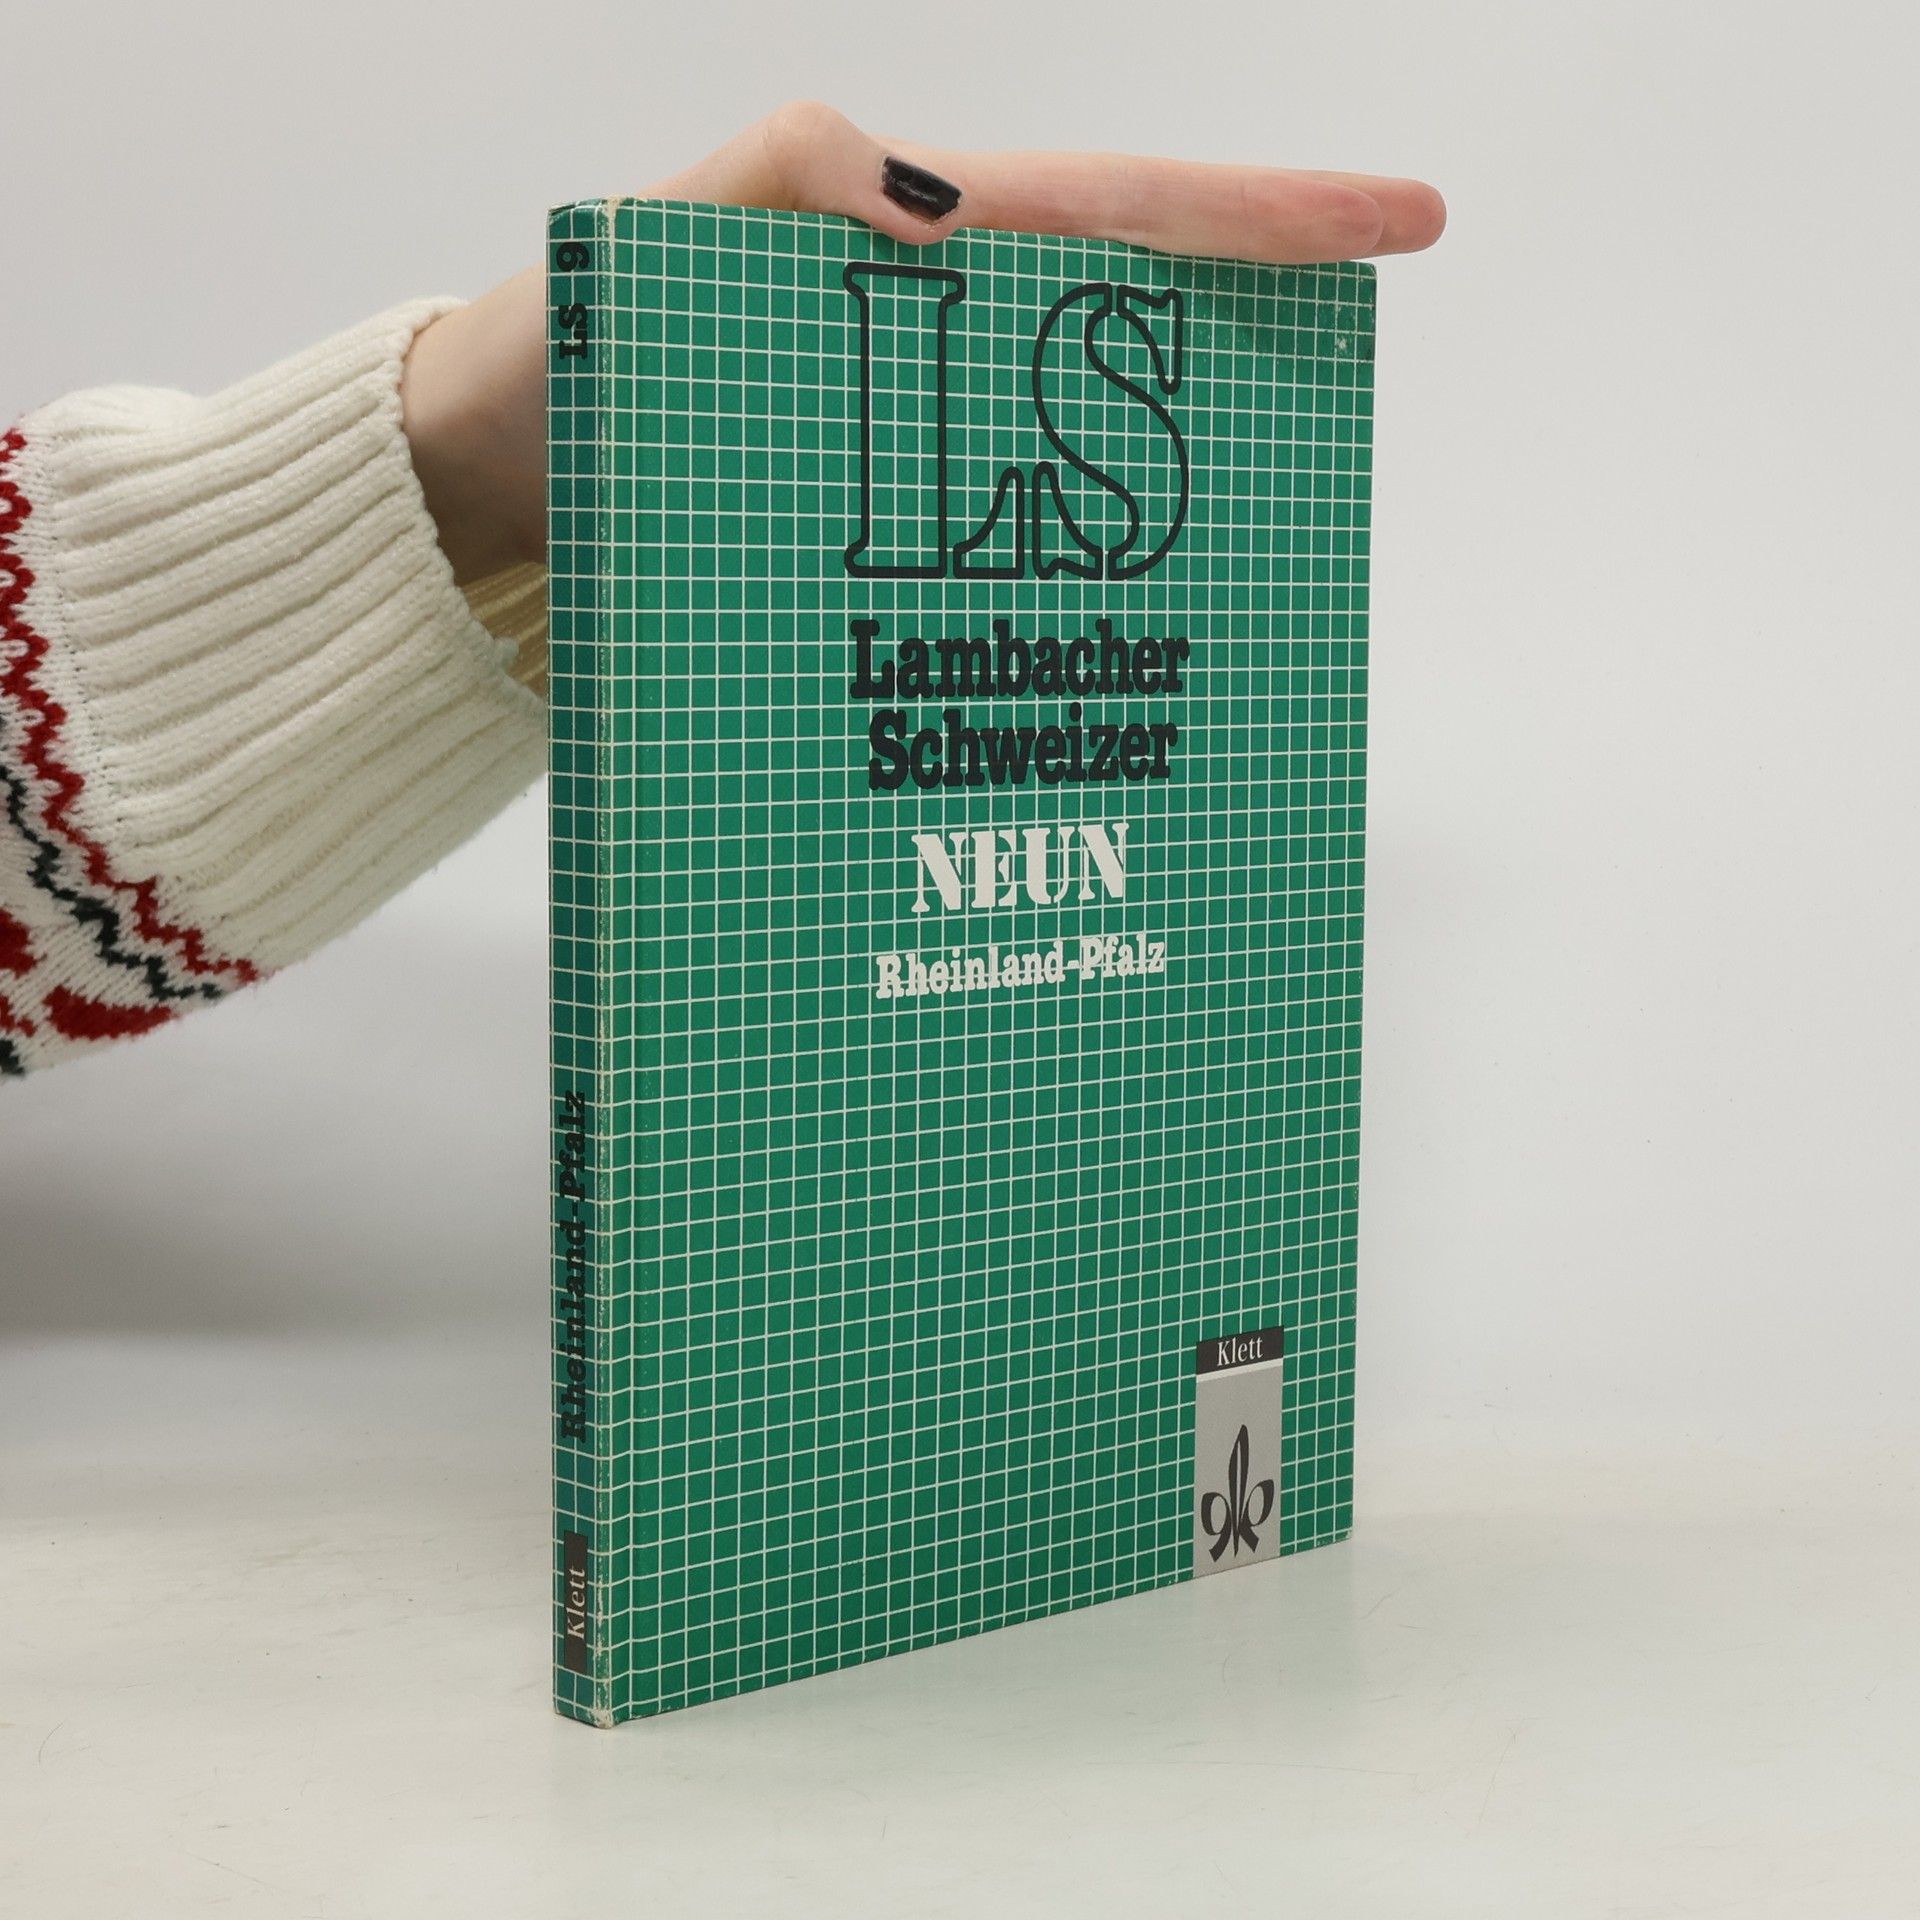 LS 9
Rheinland-Pfalz
Klett
LS
Lambacher
Schweizer
NEUN
Rheinland-Pfalz
Klett